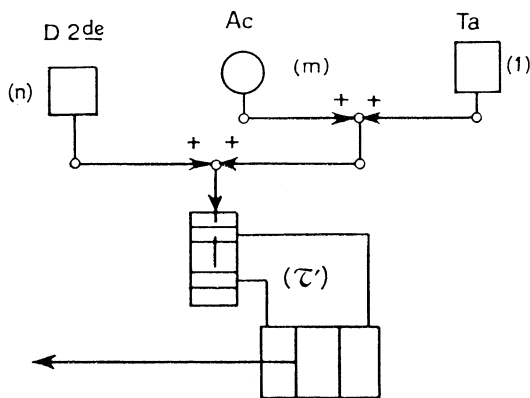 D 2de
Ac
Ta
(n)
(m)
(1)
+ +
+ +
(τ')